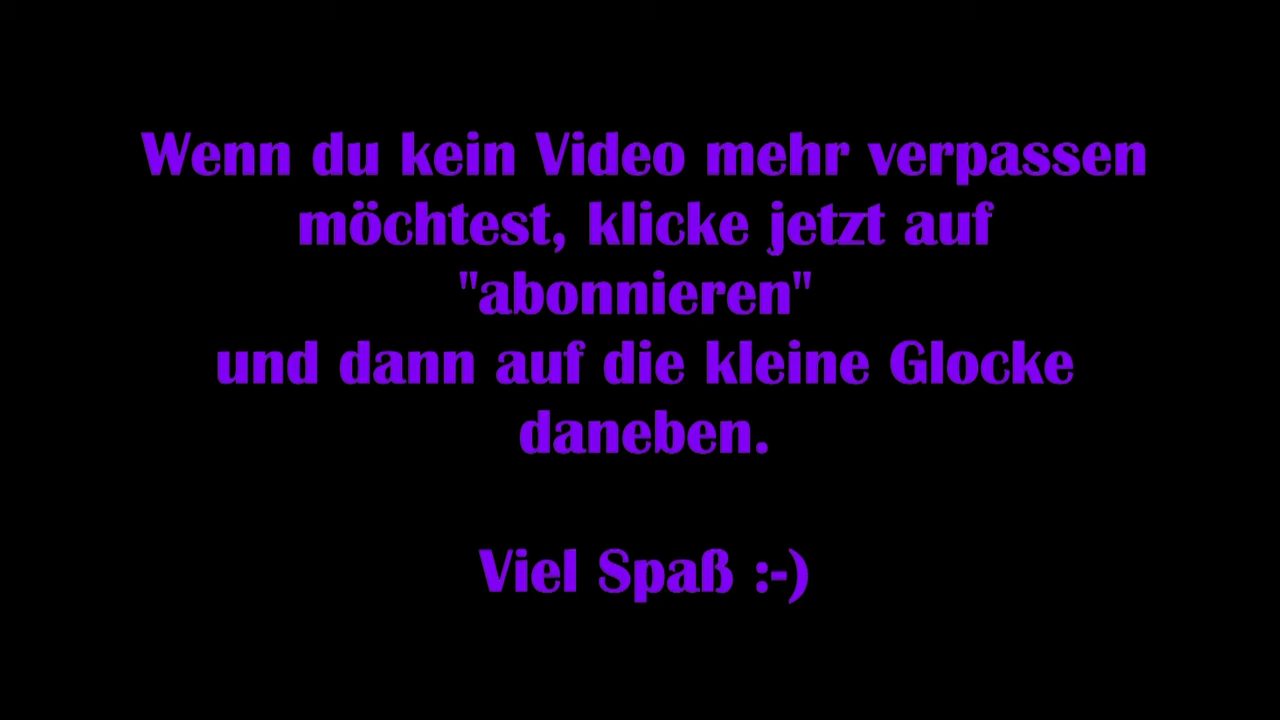 Wenn du kein Video mehr verpassen
möchtest, klicke jetzt auf
"abonnieren"
und dann auf die kleine Glocke
daneben.
Viel Spaß :-)